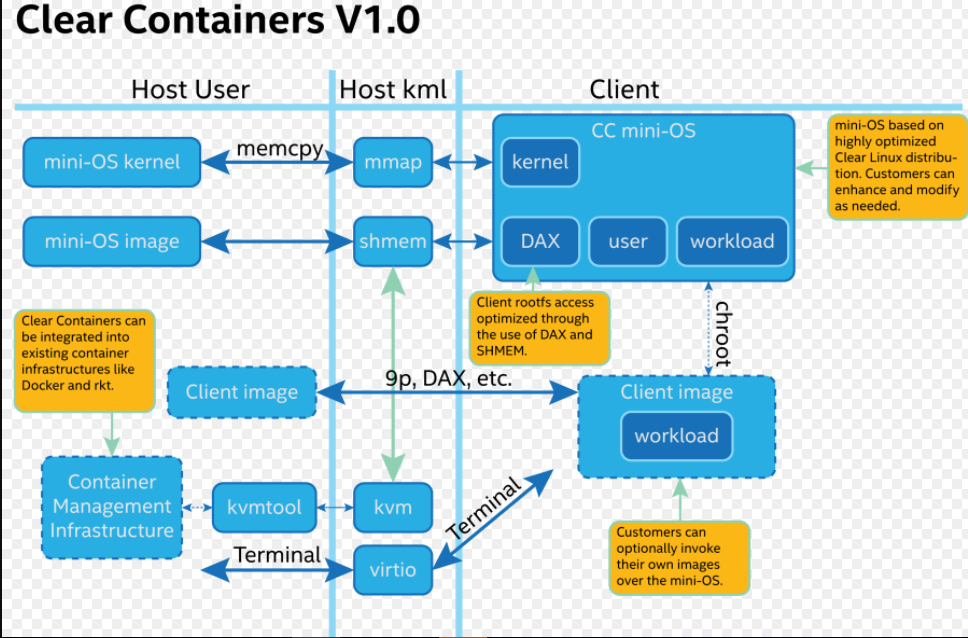 Clear Containers V1.0
Host User
Host kml
Client
mini-OS kernel
memcpy
mmap
CC mini-OS
kernel
mini-OS based on
highly optimized
Clear Linux distribu-
tion. Customers can
enhance and modify
as needed.
mini-OS image
shmem
DAX
user
workload
Client rootfs access
optimized through
the use of DAX and
SHMEM.
chroot
Clear Containers can
be integrated into
existing container
infrastructures like
Docker and rkt.
Client image
9p, DAX, etc.
Client image
workload
Container
Management
Infrastructure
kvmtool
kvm
Terminal
Terminal
virtio
Customers can
optionally invoke
their own images
over the mini-OS.